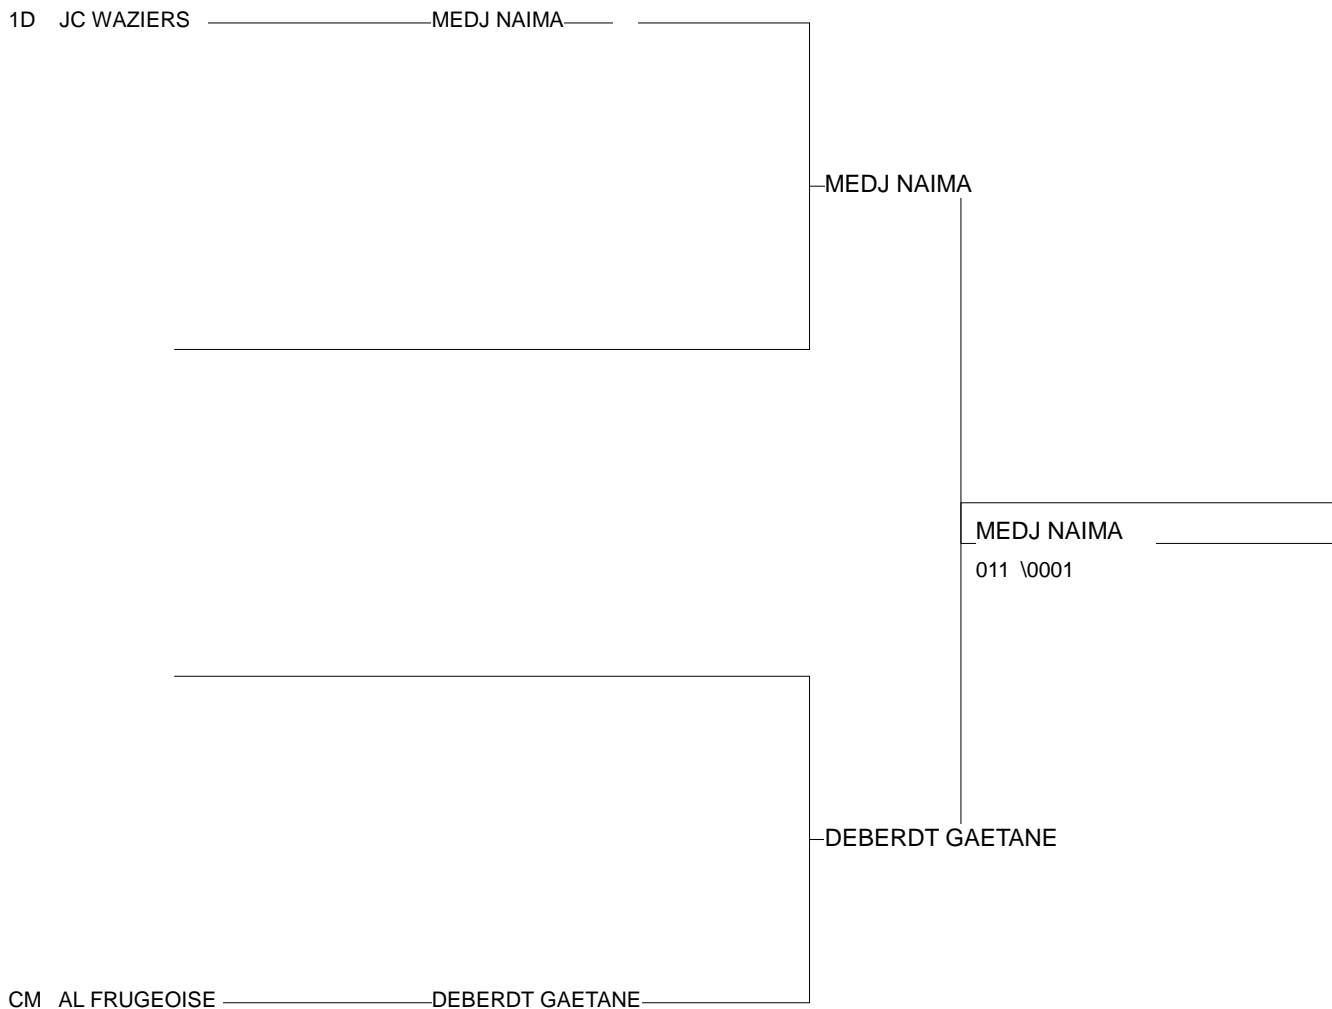 1D JC WAZIERS MEDJ NAIMA
MEDJ NAIMA
MEDJ NAIMA
011 \0001
DEBERDT GAETANE
CM AL FRUGEOISE DEBERDT GAETANE